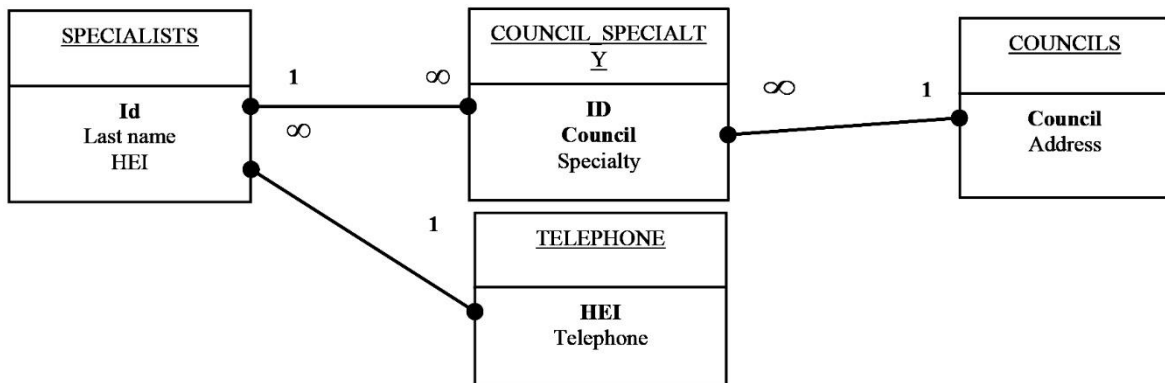 SPECIALISTS
Id
Last name
HEI
1
∞
∞
COUNCIL_SPECIALT
Y
ID
Council
Specialty
∞
1
COUNCILS
Council
Address
1
TELEPHONE
HEI
Telephone